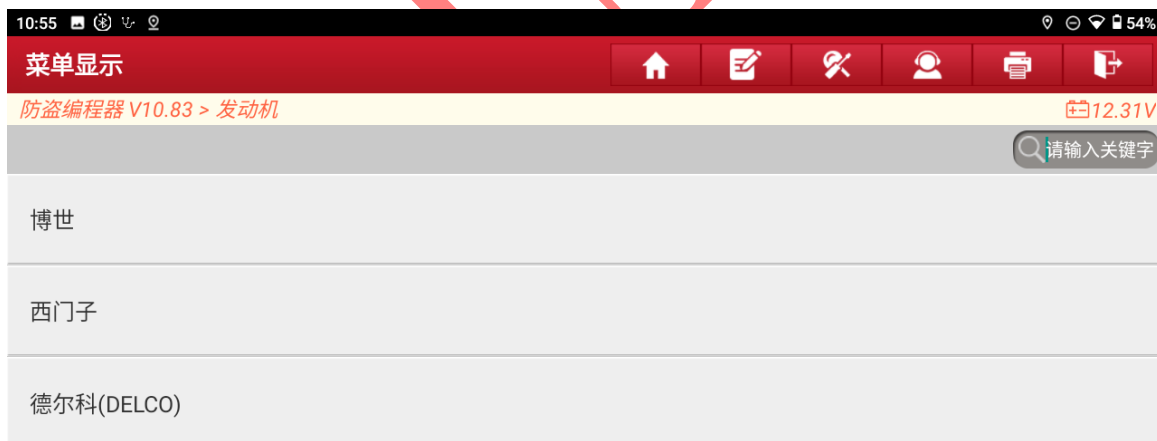 10:55 54%
菜单显示
防盗编程器 V10.83 > 发动机 12.31V
请输入关键字
博世
西门子
德尔科(DELCO)